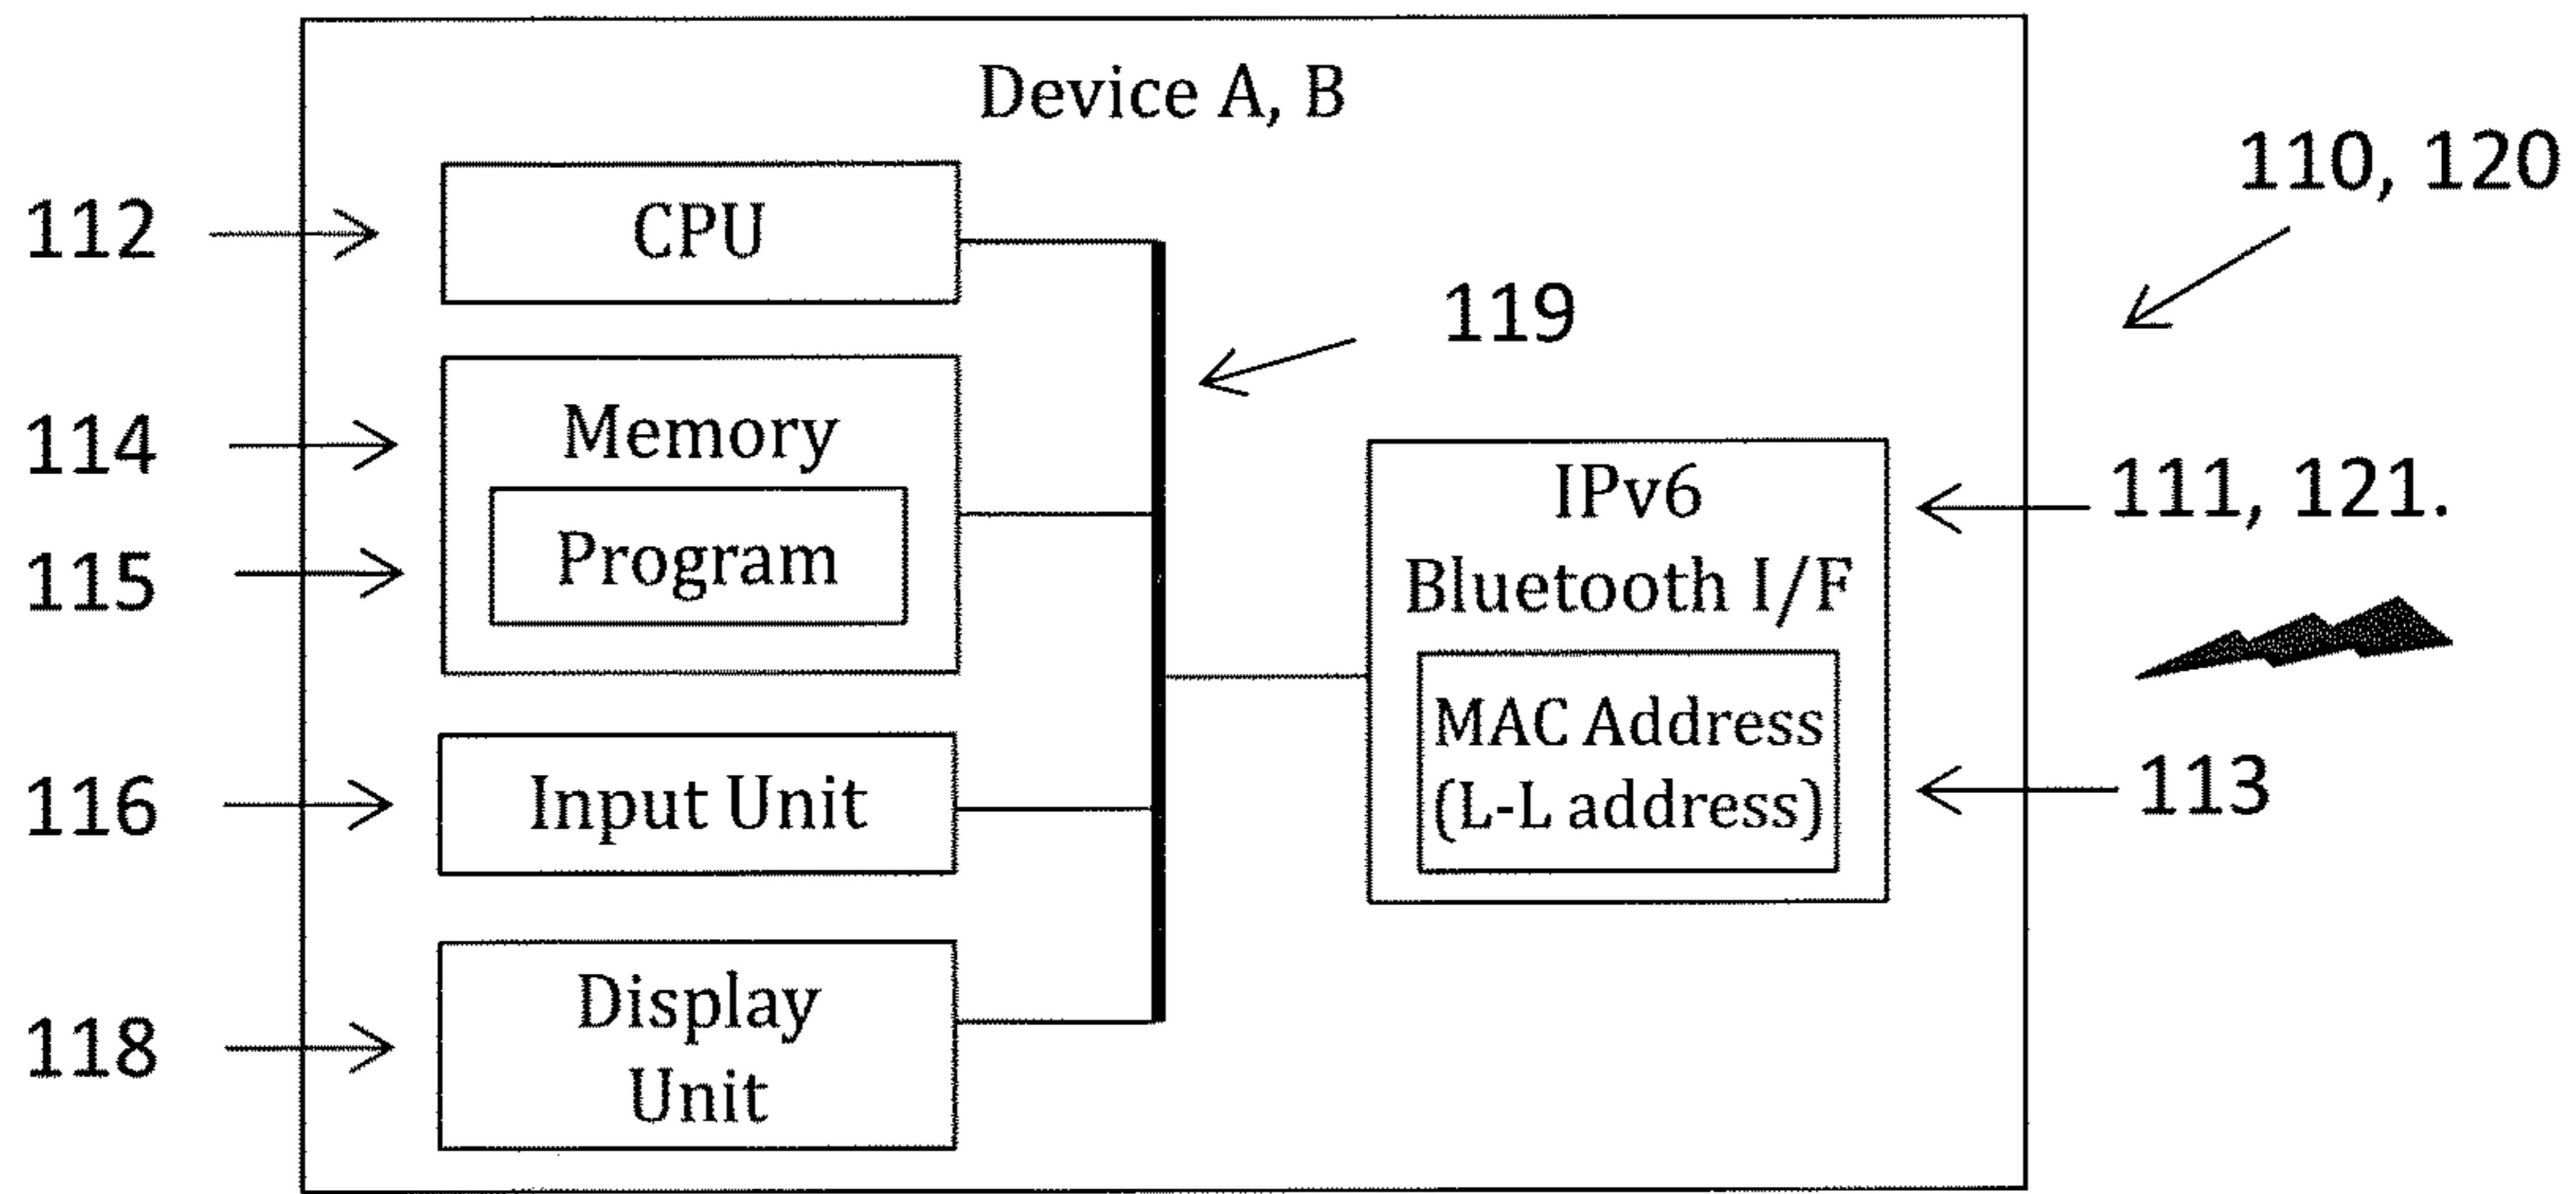 Device A, B
110, 120
112
CPU
119
114
Memory
IPv6
111, 121.
115
Program
Bluetooth I/F
MAC Address
113
116
Input Unit
(L-L address)
118
Display
Unit